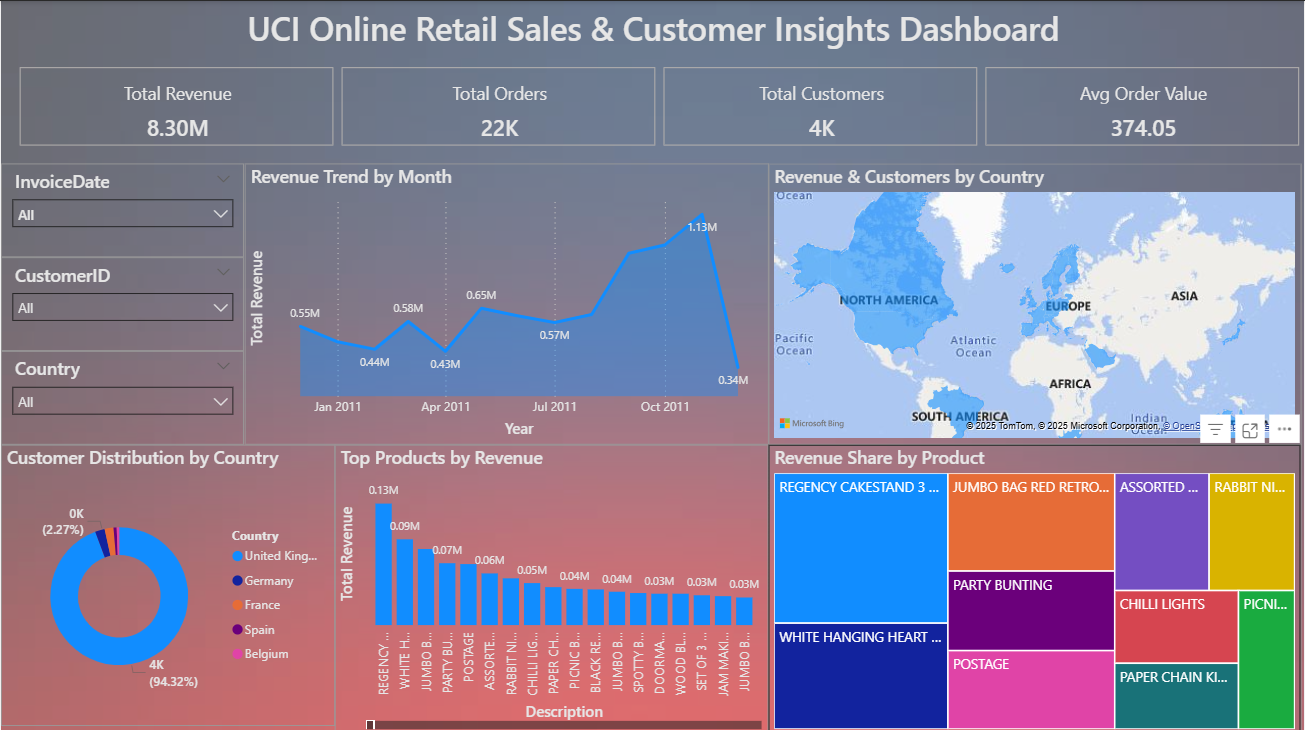 UCI Online Retail Sales & Customer Insights Dashboard
Total Revenue
8.30M
Total Orders
22K
Total Customers
4K
Avg Order Value
374.05
InvoiceDate
All
CustomerID
All
Country
All
Revenue Trend by Month
Total Revenue
0.55M
0.44M
0.58M
0.43M
0.65M
0.57M
1.13M
0.34M
Jan 2011
Apr 2011
Jul 2011
Oct 2011
Year
Revenue & Customers by Country
Ocean
NORTH AMERICA
EUROPE
ASIA
Pacific
Ocean
Atlantic
Ocean
AFRICA
SOUTH AMERICA
Indian
Ocean
Microsoft Bing
© 2025 TomTom, © 2025 Microsoft Corporation, © OpenS
Customer Distribution by Country
0K
(2.27%)
4K
(94.32%)
Country
United King...
Germany
France
Spain
Belgium
Top Products by Revenue
Total Revenue
0.13M
0.09M
0.07M
0.06M
0.05M
0.04M
0.04M
0.03M
0.03M
0.03M
REGENCY ...
WHITE H...
JUMBO B...
PARTY BU...
POSTAGE
ASSORTE...
RABBIT NI...
CHILLI LIG...
PAPER CH...
PICNIC B...
BLACK RE...
JUMBO B...
SPOTTY B...
DOORMA...
WOOD BL...
SET OF 3 ...
JAM MAKI...
JUMBO B...
Description
Revenue Share by Product
REGENCY CAKESTAND 3 ...
WHITE HANGING HEART ...
JUMBO BAG RED RETRO...
PARTY BUNTING
POSTAGE
ASSORTED ...
RABBIT NI...
CHILLI LIGHTS
PICNI...
PAPER CHAIN KI...